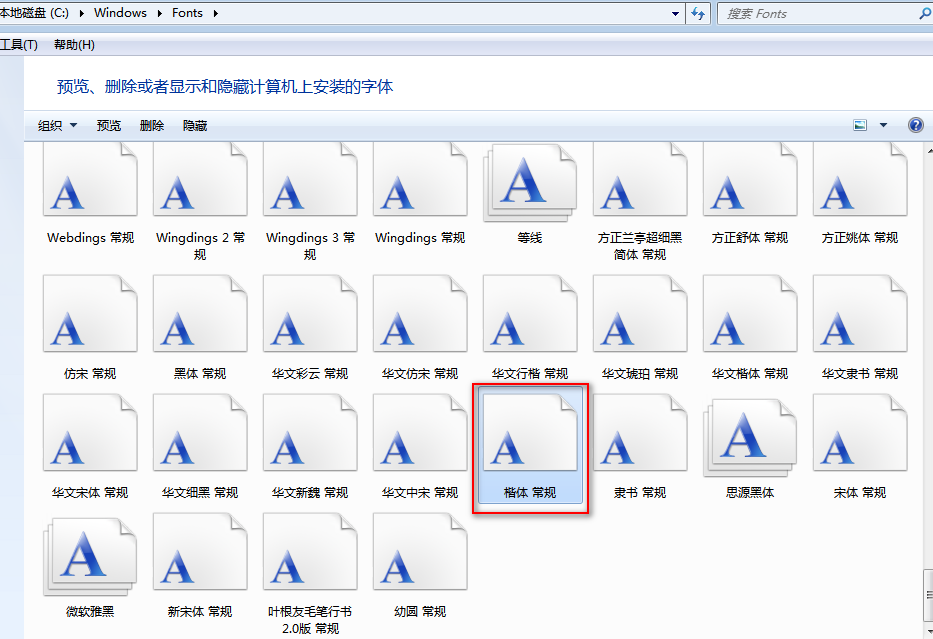 本地磁盘 (C:) ▸ Windows ▸ Fonts ▸
搜索 Fonts
工具(T) 帮助(H)
预览、删除或者显示和隐藏计算机上安装的字体
组织 预览 删除 隐藏
Webdings 常规
Wingdings 2 常
规
Wingdings 3 常
规
Wingdings 常规
等线
方正兰亭超细黑
简体 常规
方正舒体 常规
方正姚体 常规
仿宋 常规
黑体 常规
华文彩云 常规
华文仿宋 常规
华文行楷 常规
华文琥珀 常规
华文楷体 常规
华文隶书 常规
华文宋体 常规
华文细黑 常规
华文新魏 常规
华文中宋 常规
楷体 常规
隶书 常规
思源黑体
宋体 常规
微软雅黑
新宋体 常规
叶根友毛笔行书
2.0版 常规
幼圆 常规